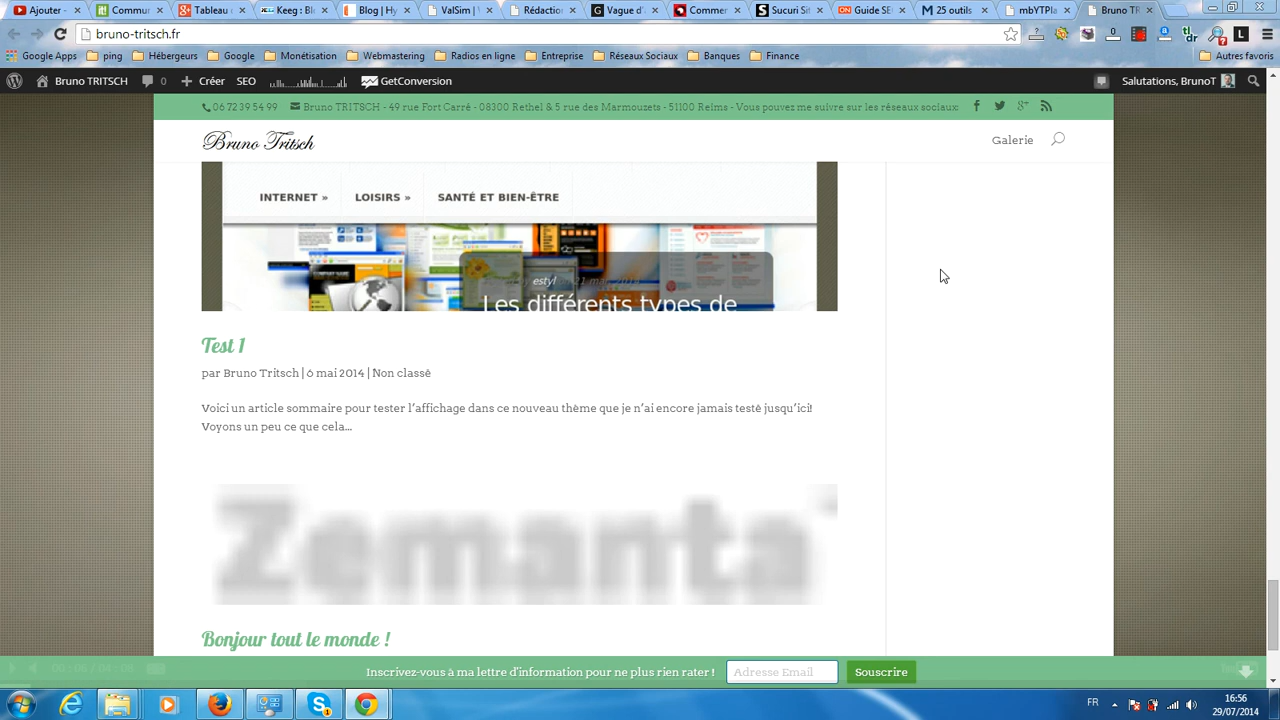 Ajouter -
Commun
Tableau d
Keeg : Bl
Blog | Hy
ValSim | V
Rédactio
Vague d'
Commer
Sucuri Sit
Guide SE
25 outils
mbYTPla
Bruno TR
bruno-tritsch.fr
Google Apps ping Hébergeurs Google Monétisation Webmastering Radios en ligne Entreprise Réseaux Sociaux Banques Finance Autres favoris
Bruno TRITSCH 0 Créer SEO GetConversion Salutations, BrunoT
06 72 39 54 99 Bruno TRITSCH - 49 rue Fort Carré - 08300 Rethel & 5 rue des Marmouzets - 51100 Reims - Vous pouvez me suivre sur les réseaux sociaux:
Bruno Tritsch Galerie
INTERNET » LOISIRS » SANTÉ ET BIEN-ÊTRE
estyl
Les différents types de
Test 1
par Bruno Tritsch | 6 mai 2014 | Non classé
Voici un article sommaire pour tester l'affichage dans ce nouveau thème que je n'ai encore jamais testé jusqu'ici!
Voyons un peu ce que cela...
Zemanta
Bonjour tout le monde !
Inscrivez-vous à ma lettre d'information pour ne plus rien rater ! Adresse Email Souscrire
FR 16:56
29/07/2014